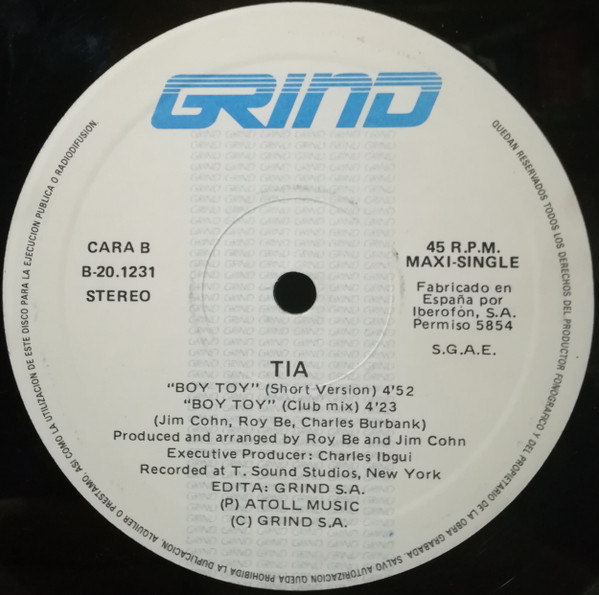 GRIND
CARA B
B-20.1231
STEREO
45 R.P.M.
MAXI-SINGLE
Fabricado en
España por
Iberofón, S.A.
Permiso 5854
S.G.A.E.
TIA
"BOY TOY" (Short Version) 4'52
"BOY TOY" (Club mix) 4'23
(Jim Cohn, Roy Be, Charles Burbank)
Produced and arranged by Roy Be and Jim Cohn
Executive Producer: Charles Ibgui
Recorded at T. Sound Studios, New York
EDITA: GRIND S.A.
(P) ATOLL MUSIC
(C) GRIND S.A.
QUEDAN RESERVADOS TODOS LOS DERECHOS DEL PRODUCTOR FONOGRAFICO Y DEL PROPIETARIO DE LA OBRA GRABADA. SALVO AUTORIZACION QUEDA PROHIBIDA LA DUPLICACION, ALQUILER O PRESTAMO, ASI COMO LA UTILIZACION DE ESTE DISCO PARA LA EJECUCION PUBLICA O RADIODIFUSION.